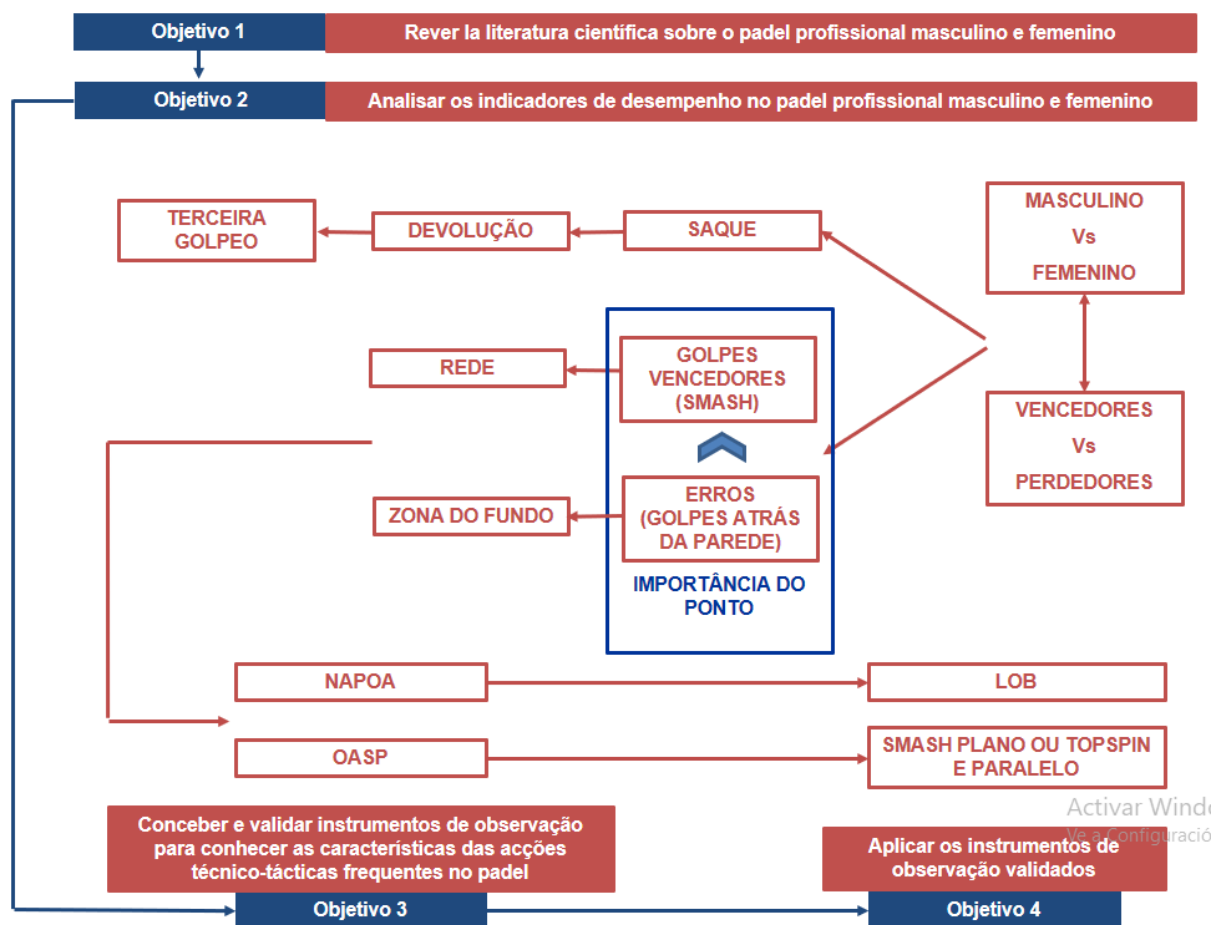 Objetivo 1
Rever la literatura científica sobre o padel profissional masculino e femenino
Objetivo 2
Analisar os indicadores de desempenho no padel profissional masculino e femenino
TERCEIRA
GOLPEO
DEVOLUÇÃO
SAQUE
MASCULINO
Vs
FEMENINO
REDE
GOLPES
VENCEDORES
(SMASH)
VENCEDORES
Vs
PERDEDORES
ZONA DO FUNDO
ERROS
(GOLPES ATRÁS
DA PAREDE)
IMPORTÂNCIA DO
PONTO
NAPOA
LOB
OASP
SMASH PLANO OU TOPSPIN
E PARALELO
Conceber e validar instrumentos de observação
para conhecer as características das acções
técnico-tácticas frequentes no padel
Objetivo 3
Aplicar os instrumentos de
observação validados
Objetivo 4
Activar Windo
Ve a Configuració